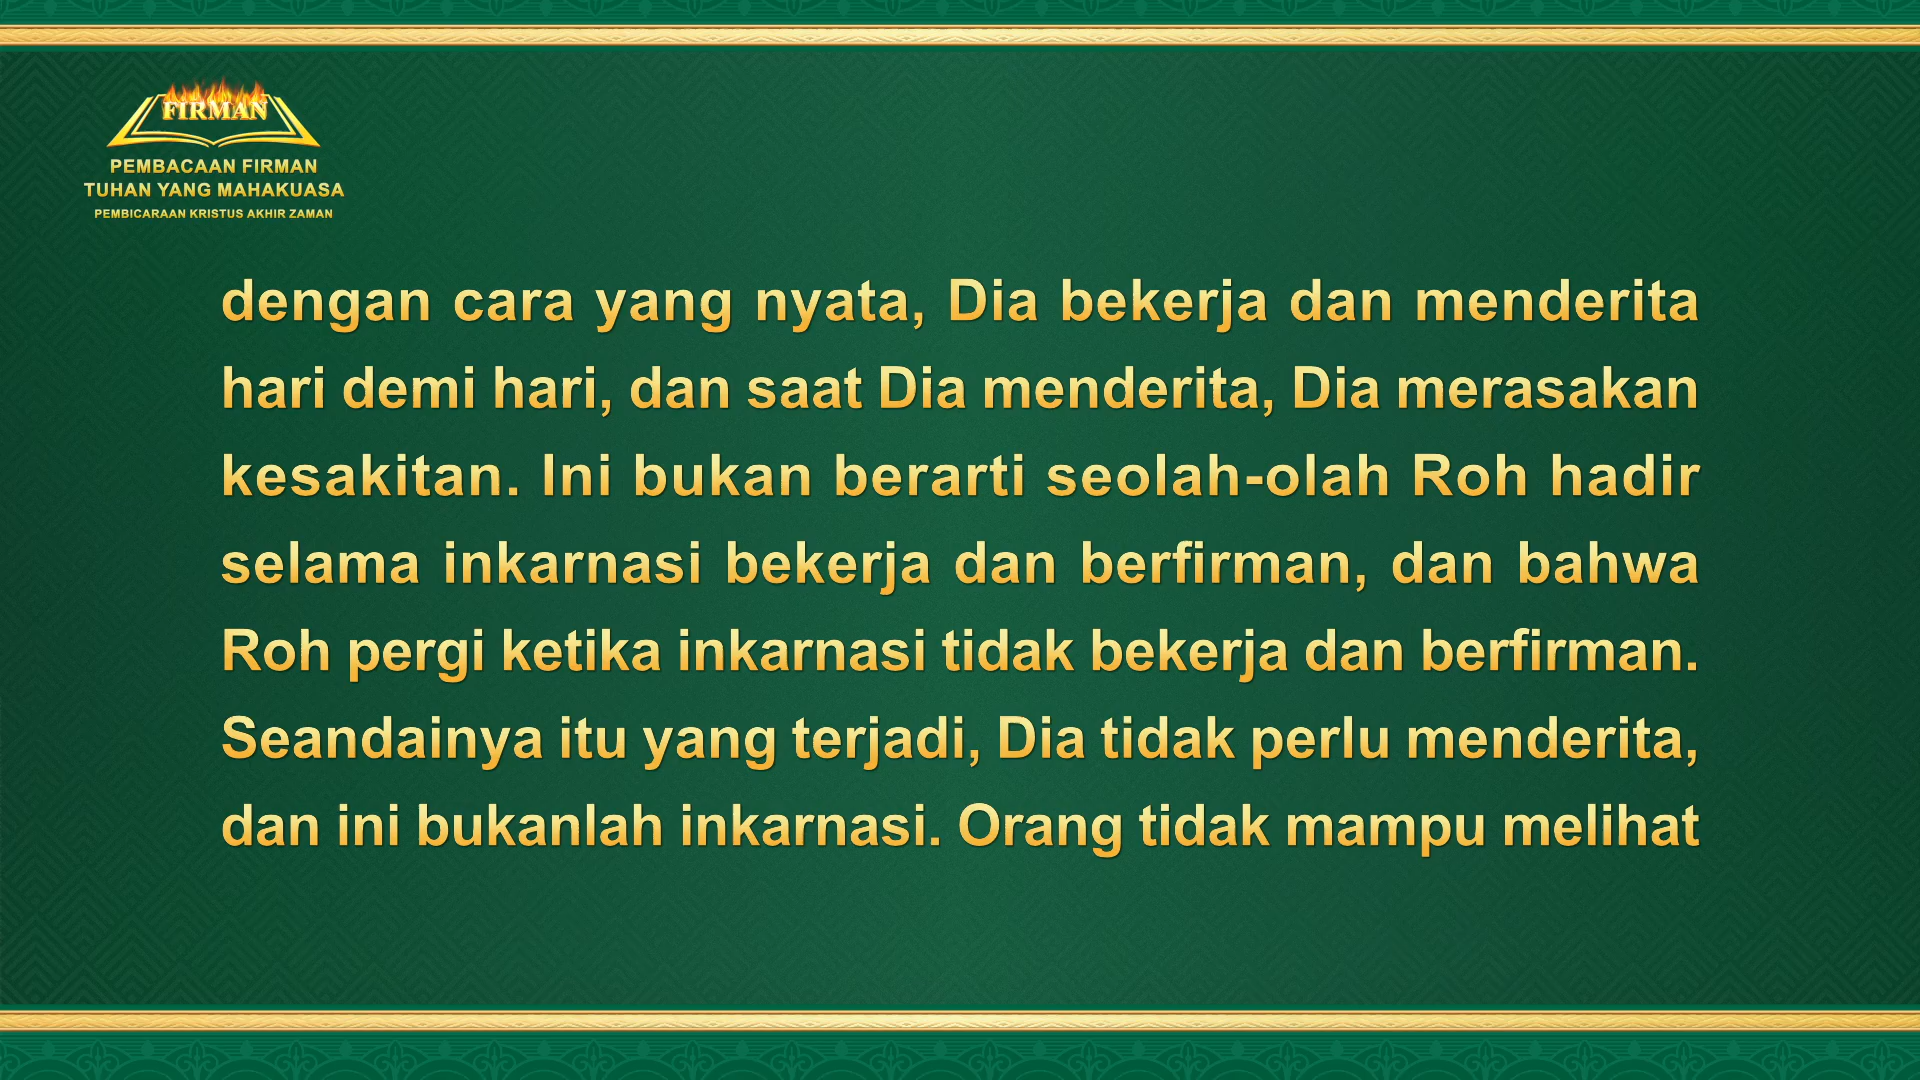 FIRMAN
PEMBACAAN FIRMAN
TUHAN YANG MAHAKUASA
PEMBICARAAN KRISTUS AKHIR ZAMAN
dengan cara yang nyata, Dia bekerja dan menderita
hari demi hari, dan saat Dia menderita, Dia merasakan
kesakitan. Ini bukan berarti seolah-olah Roh hadir
selama inkarnasi bekerja dan berfirman, dan bahwa
Roh pergi ketika inkarnasi tidak bekerja dan berfirman.
Seandainya itu yang terjadi, Dia tidak perlu menderita,
dan ini bukanlah inkarnasi. Orang tidak mampu melihat